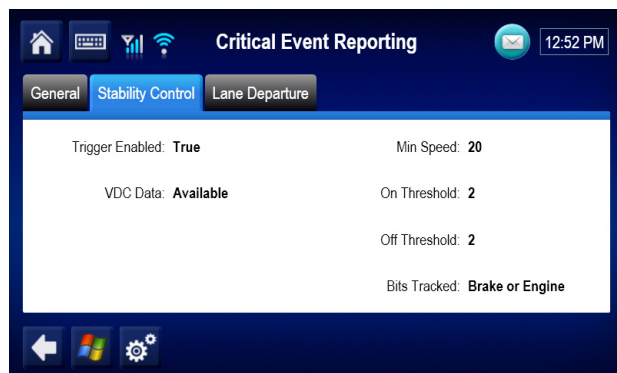 Critical Event Reporting
12:52 PM
General Stability Control Lane Departure
Trigger Enabled: True
Min Speed: 20
VDC Data: Available
On Threshold: 2
Off Threshold: 2
Bits Tracked: Brake or Engine